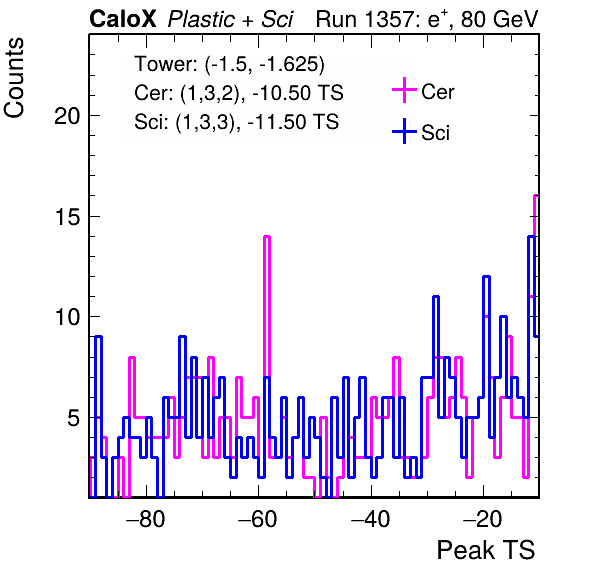 CaloX Plastic + Sci Run 1357: e+, 80 GeV
Counts
Tower: (-1.5, -1.625)
Cer: (1,3,2), -10.50 TS
Sci: (1,3,3), -11.50 TS
Cer
Sci
20
15
10
5
−80 −60 −40 −20
Peak TS